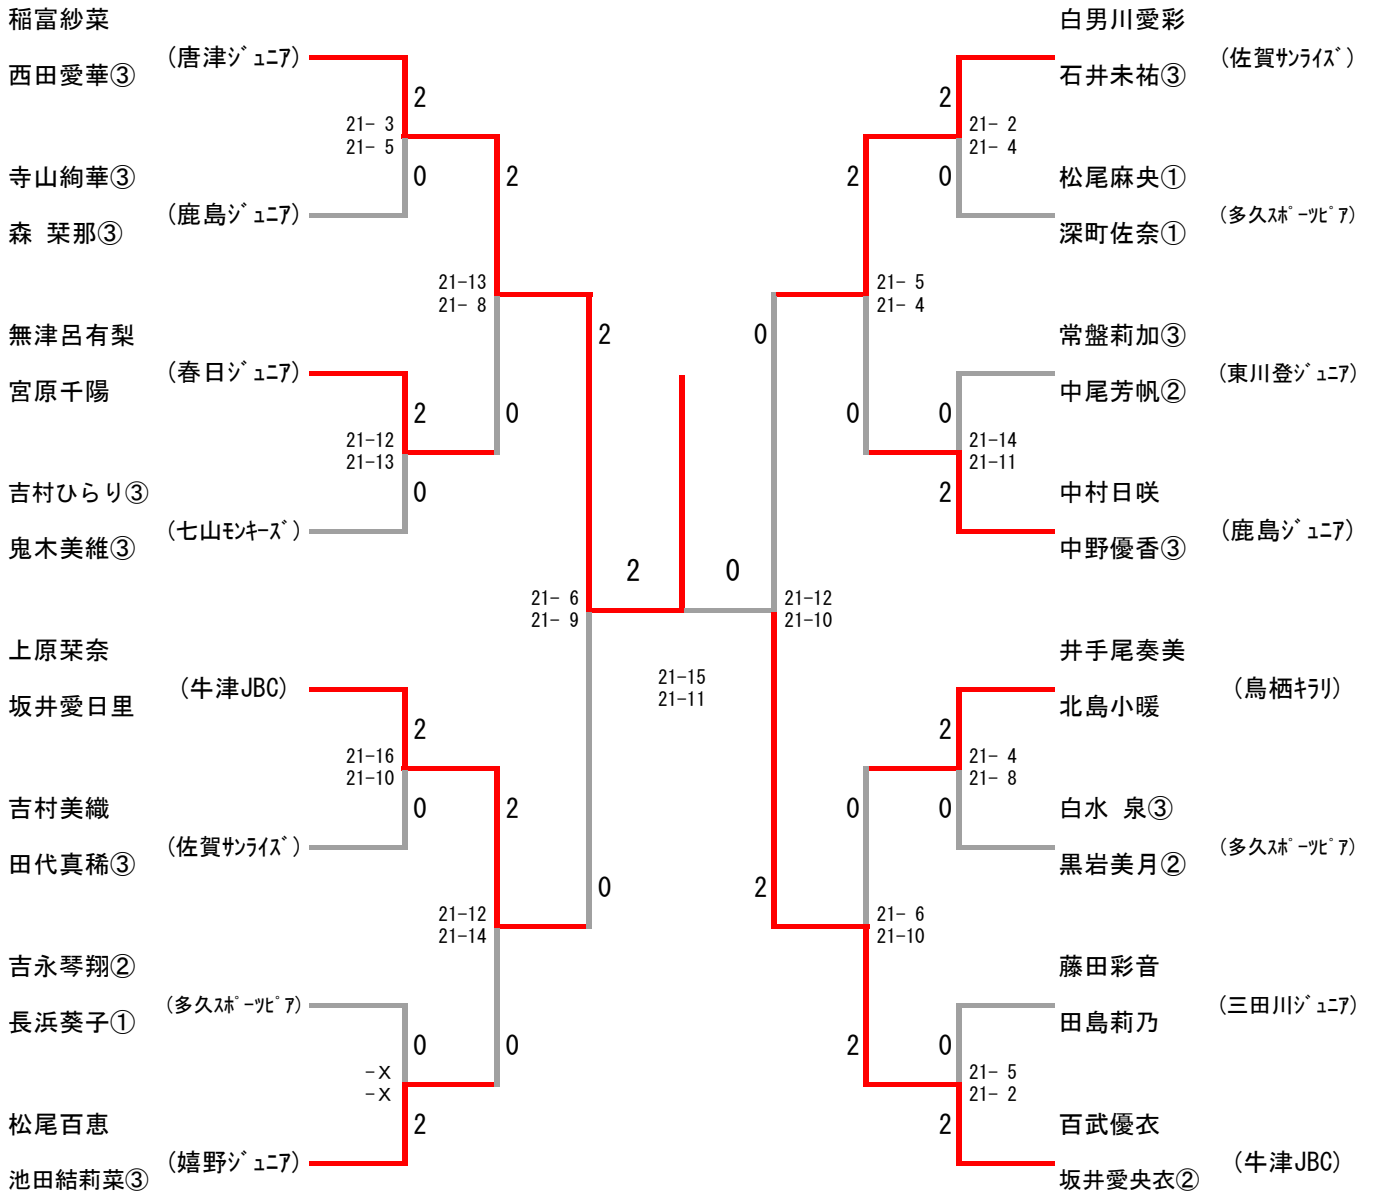 稲富紗菜
(唐津ｼﾞｭﾆｱ)
西田愛華③
2
21- 3
21- 5
0
寺山絢華③
(鹿島ｼﾞｭﾆｱ)
森 栞那③
2
21-13
21- 8
無津呂有梨
(春日ｼﾞｭﾆｱ)
宮原千陽
2
0
21-12
21-13
吉村ひらり③
0
(七山ﾓﾝｷｰｽﾞ)
鬼木美維③
2
21- 6
21- 9
上原栞奈
(牛津JBC)
坂井愛日里
2
21-16
21-10
0
吉村美織
(佐賀ｻﾝﾗｲｽﾞ)
田代真稀③
2
0
21-12
21-14
吉永琴翔②
(多久ｽﾎﾟｰﾂﾋﾟｱ)
長浜葵子①
0
0
-X
-X
松尾百恵
2
(嬉野ｼﾞｭﾆｱ)
池田結莉菜③
2
0
21-15
21-11
白男川愛彩
(佐賀ｻﾝﾗｲｽﾞ)
石井未祐③
2
21- 2
21- 4
0
松尾麻央①
(多久ｽﾎﾟｰﾂﾋﾟｱ)
深町佐奈①
2
21- 5
21- 4
0
常盤莉加③
(東川登ｼﾞｭﾆｱ)
中尾芳帆②
0
0
21-14
21-11
2
中村日咲
(鹿島ｼﾞｭﾆｱ)
中野優香③
21-12
21-10
井手尾奏美
(鳥栖ｷﾗﾘ)
北島小暖
2
21- 4
21- 8
0
0
白水 泉③
(多久ｽﾎﾟｰﾂﾋﾟｱ)
黒岩美月②
2
21- 6
21-10
藤田彩音
(三田川ｼﾞｭﾆｱ)
田島莉乃
2
0
21- 5
21- 2
2
百武優衣
(牛津JBC)
坂井愛央衣②